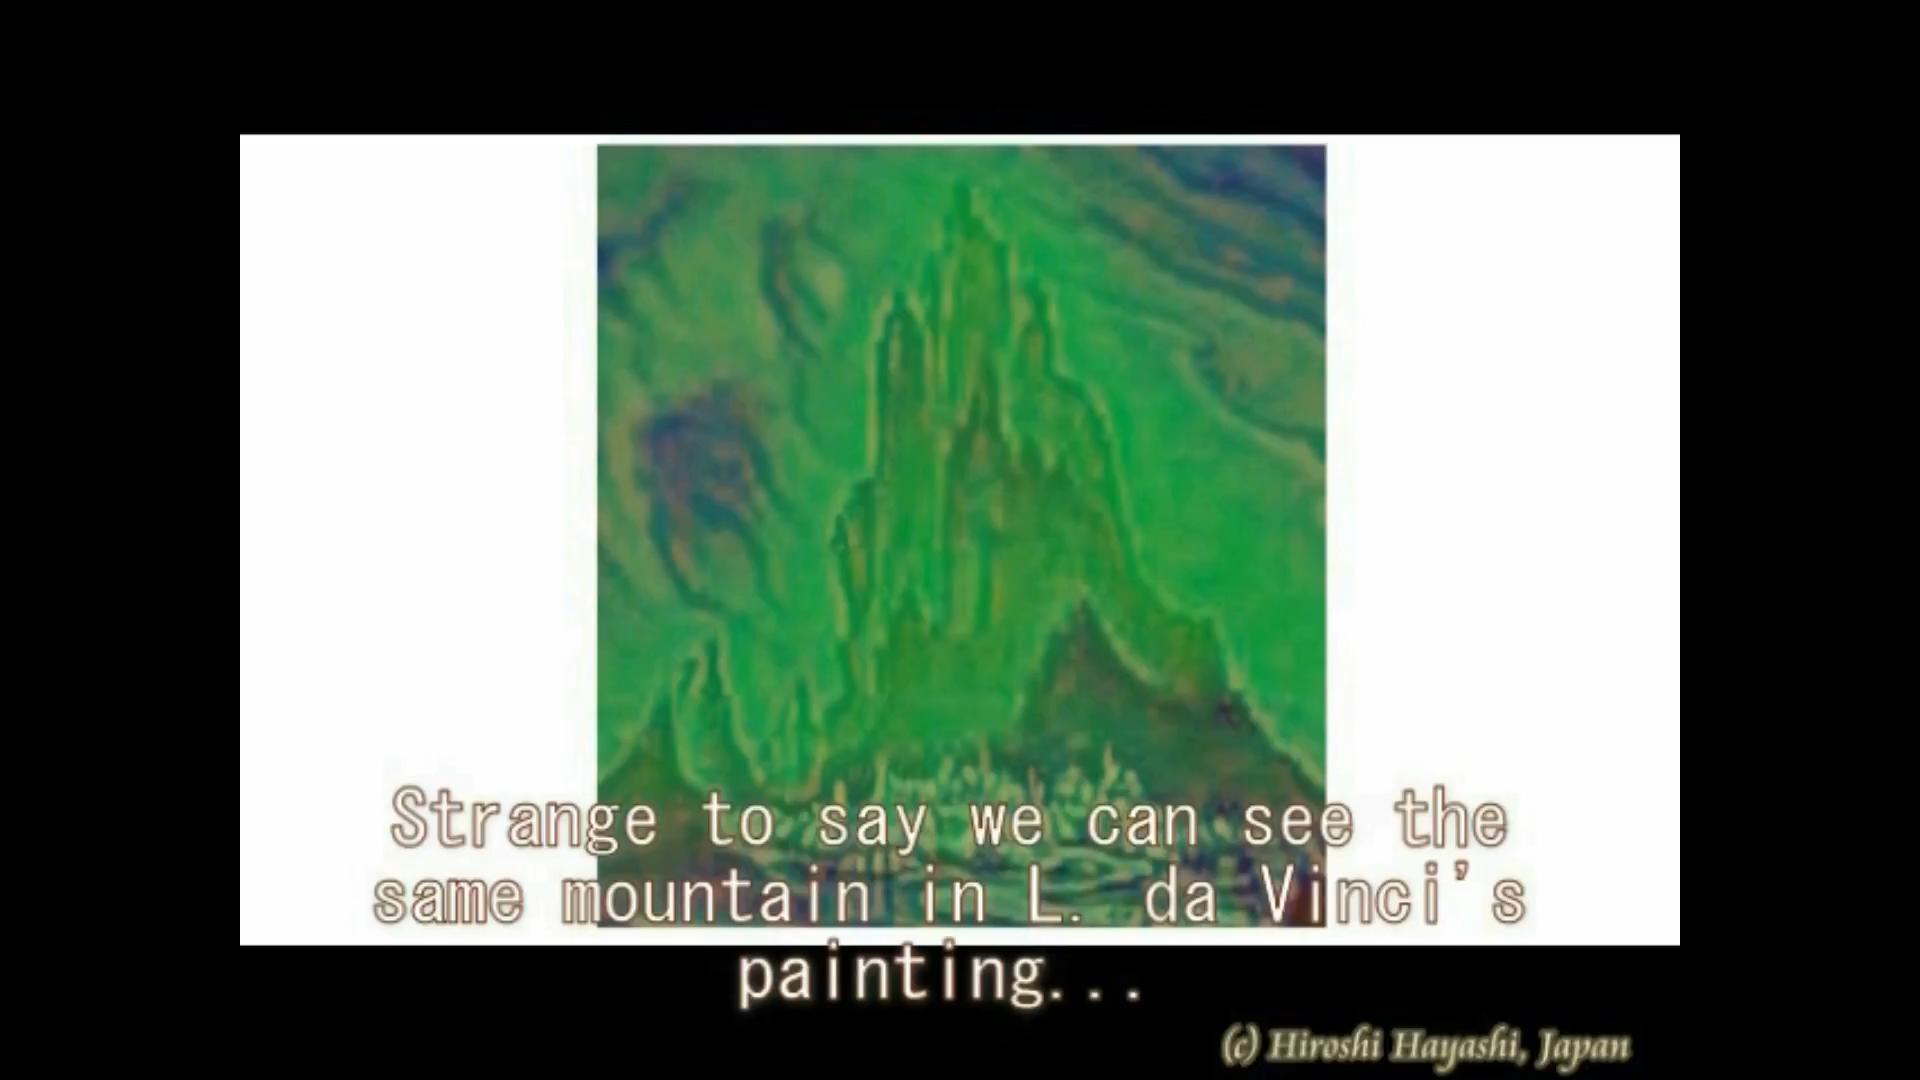 Strange to say we can see the
same mountain in L. da Vinci's
painting...
(c) Hiroshi Hayashi, Japan